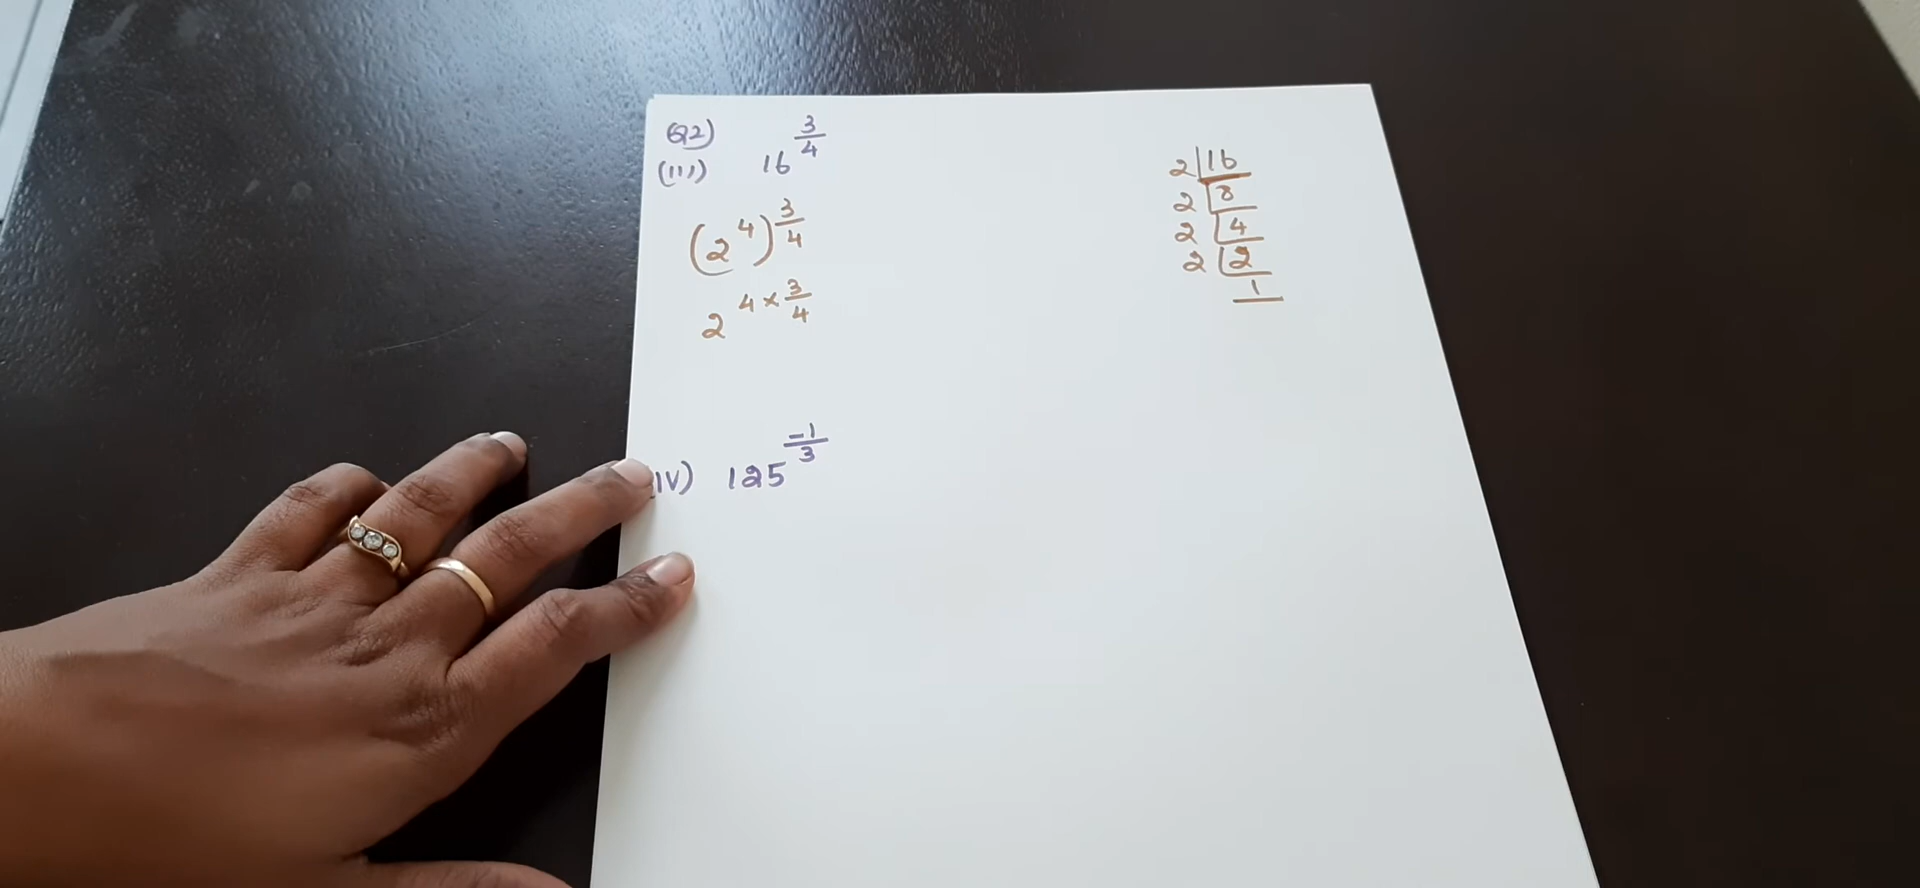 Q2)
(iii) 16^(3/4)
(2^4)^(3/4)
2^(4×3/4)
(iv) 125^(-1/3)
2|16
2|8
2|4
2|2
1